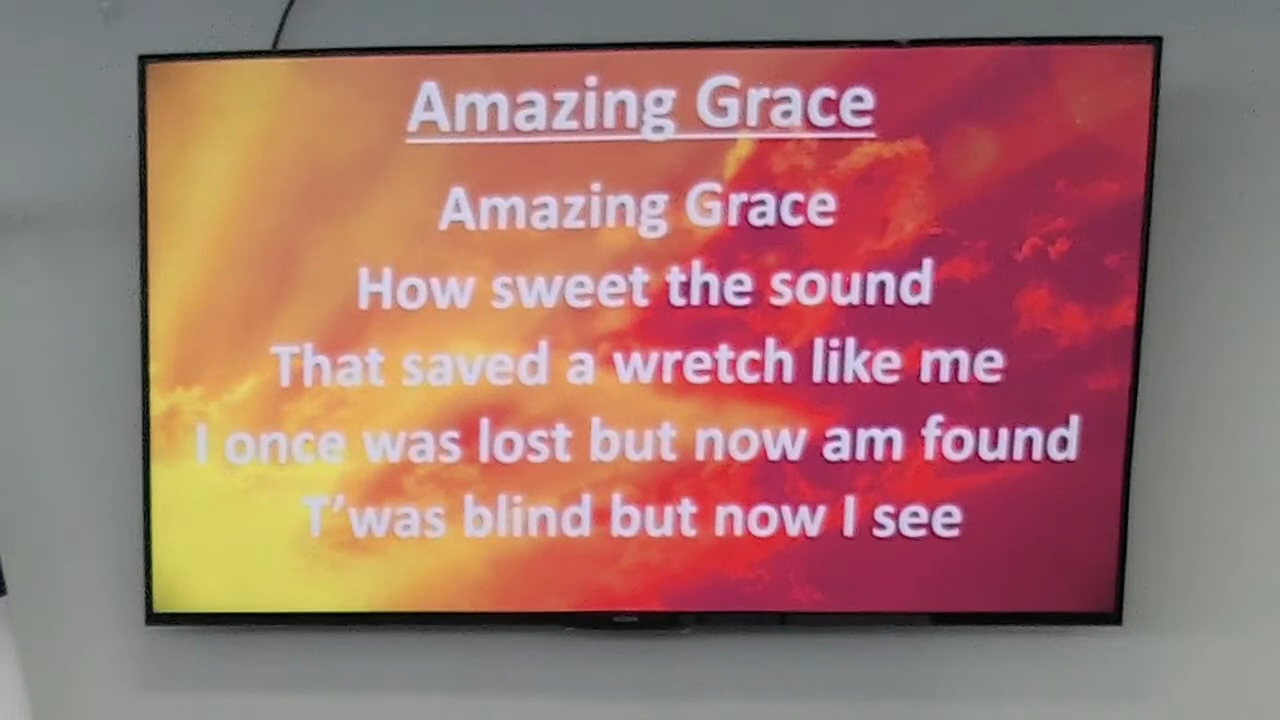 Amazing Grace
Amazing Grace
How sweet the sound
That saved a wretch like me
I once was lost but now am found
T'was blind but now I see